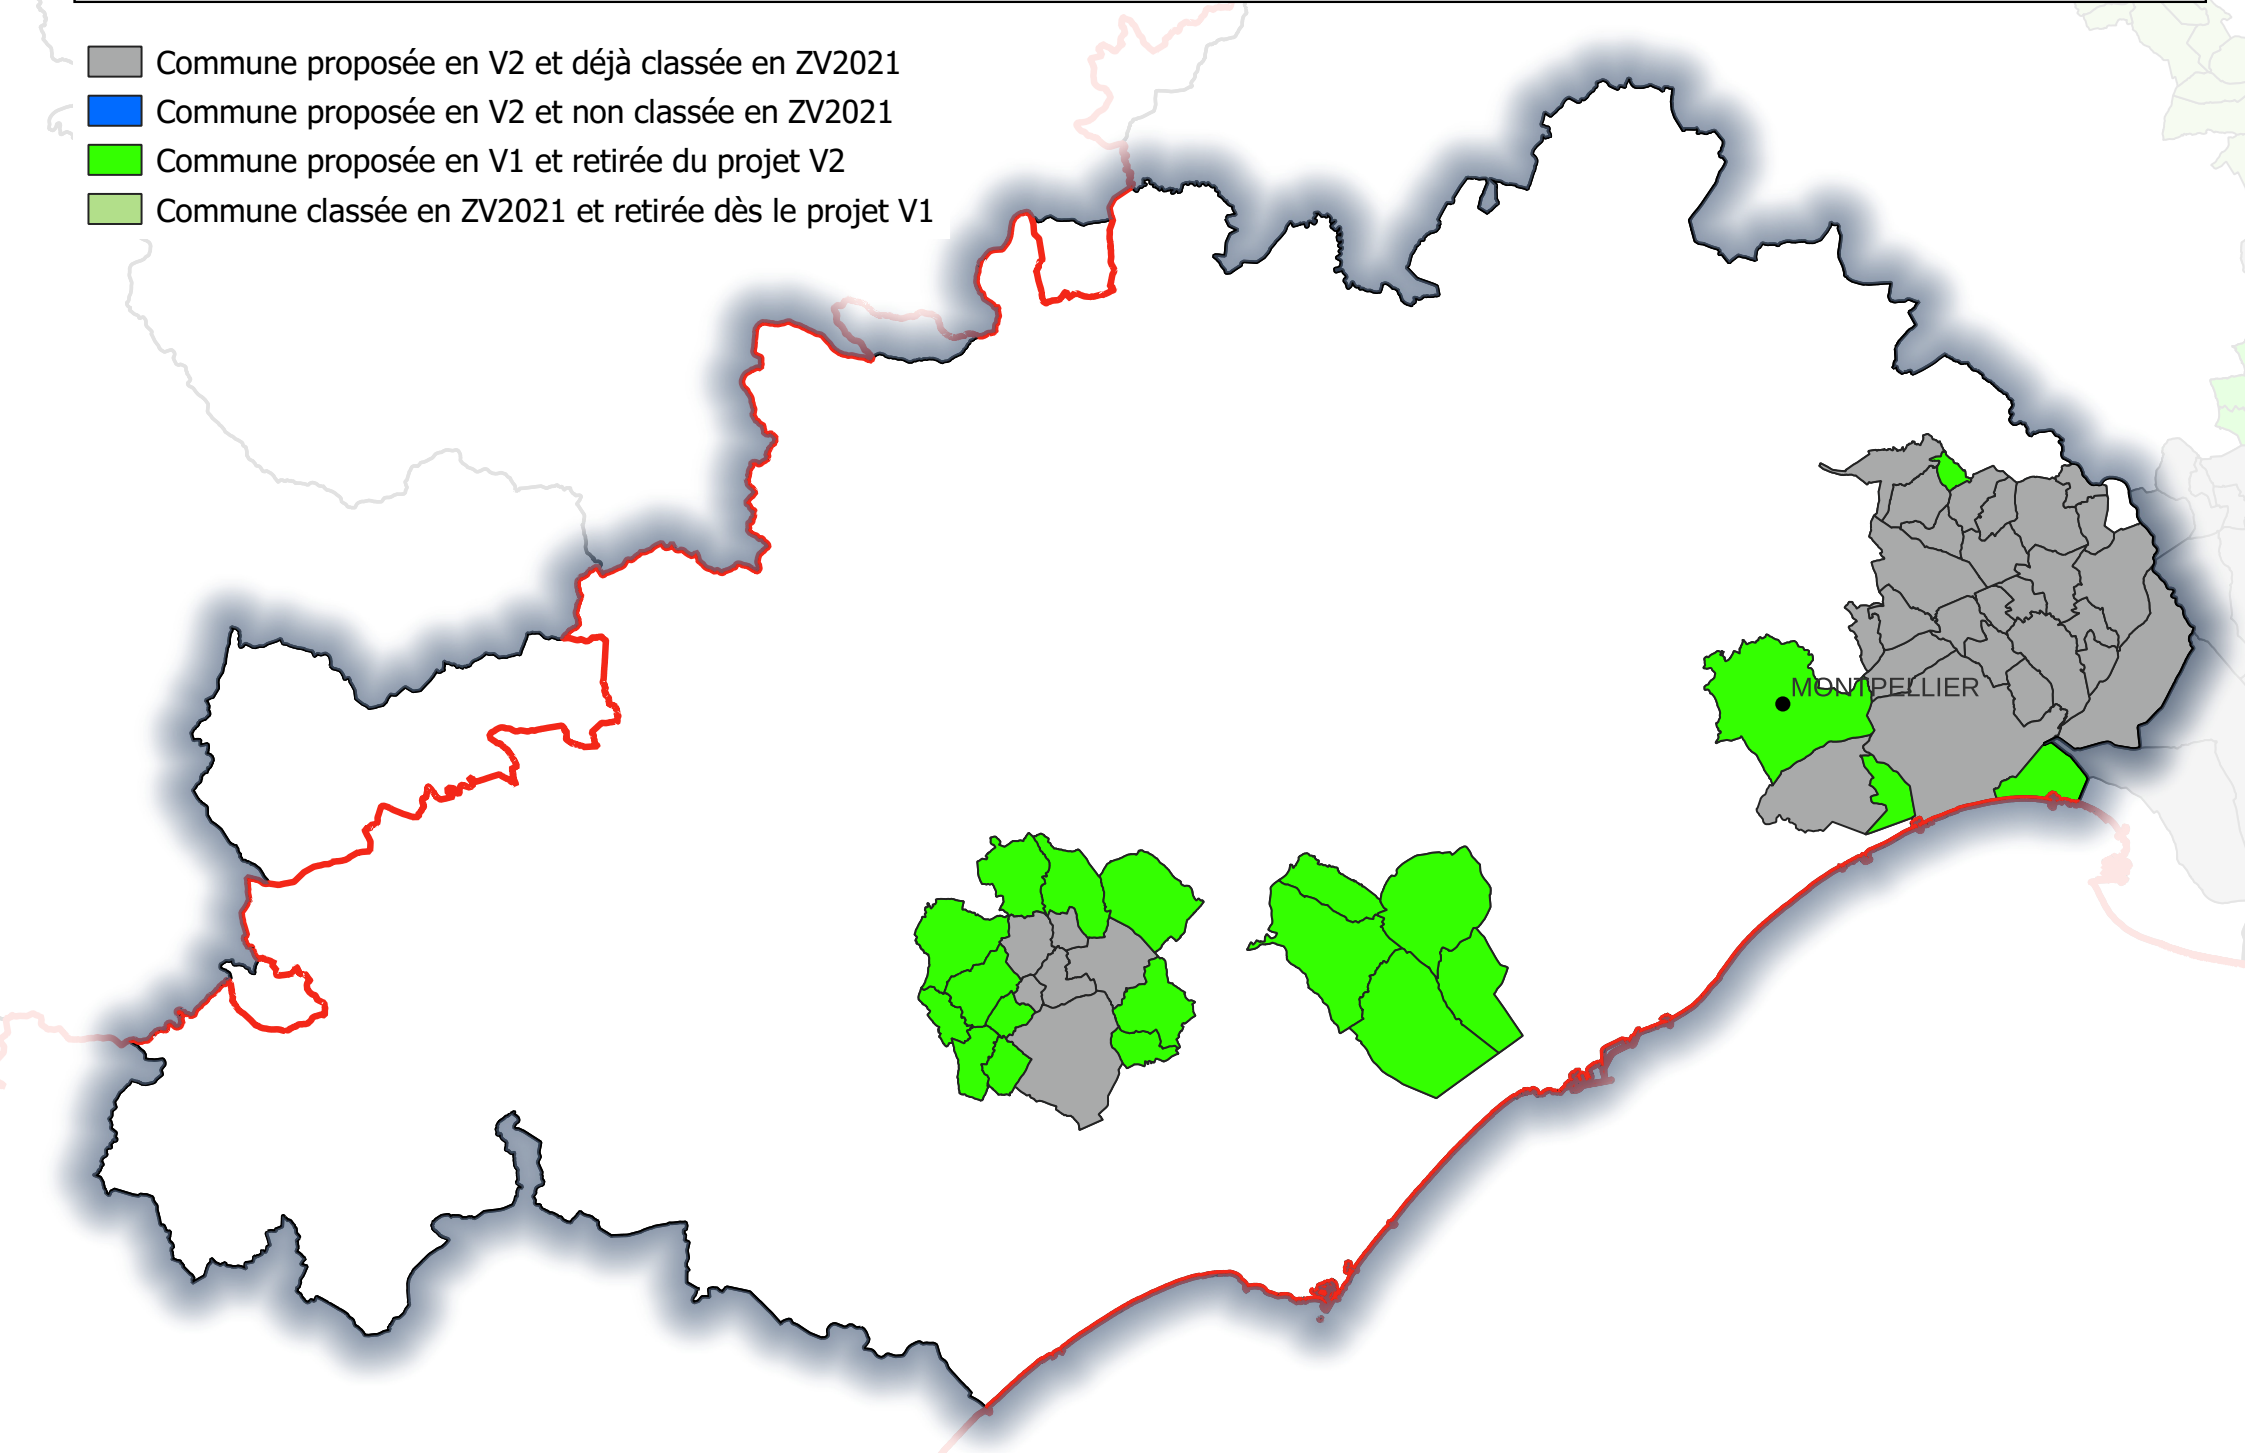 Commune proposée en V2 et déjà classée en ZV2021
Commune proposée en V2 et non classée en ZV2021
Commune proposée en V1 et retirée du projet V2
Commune classée en ZV2021 et retirée dès le projet V1
MONTPELLIER